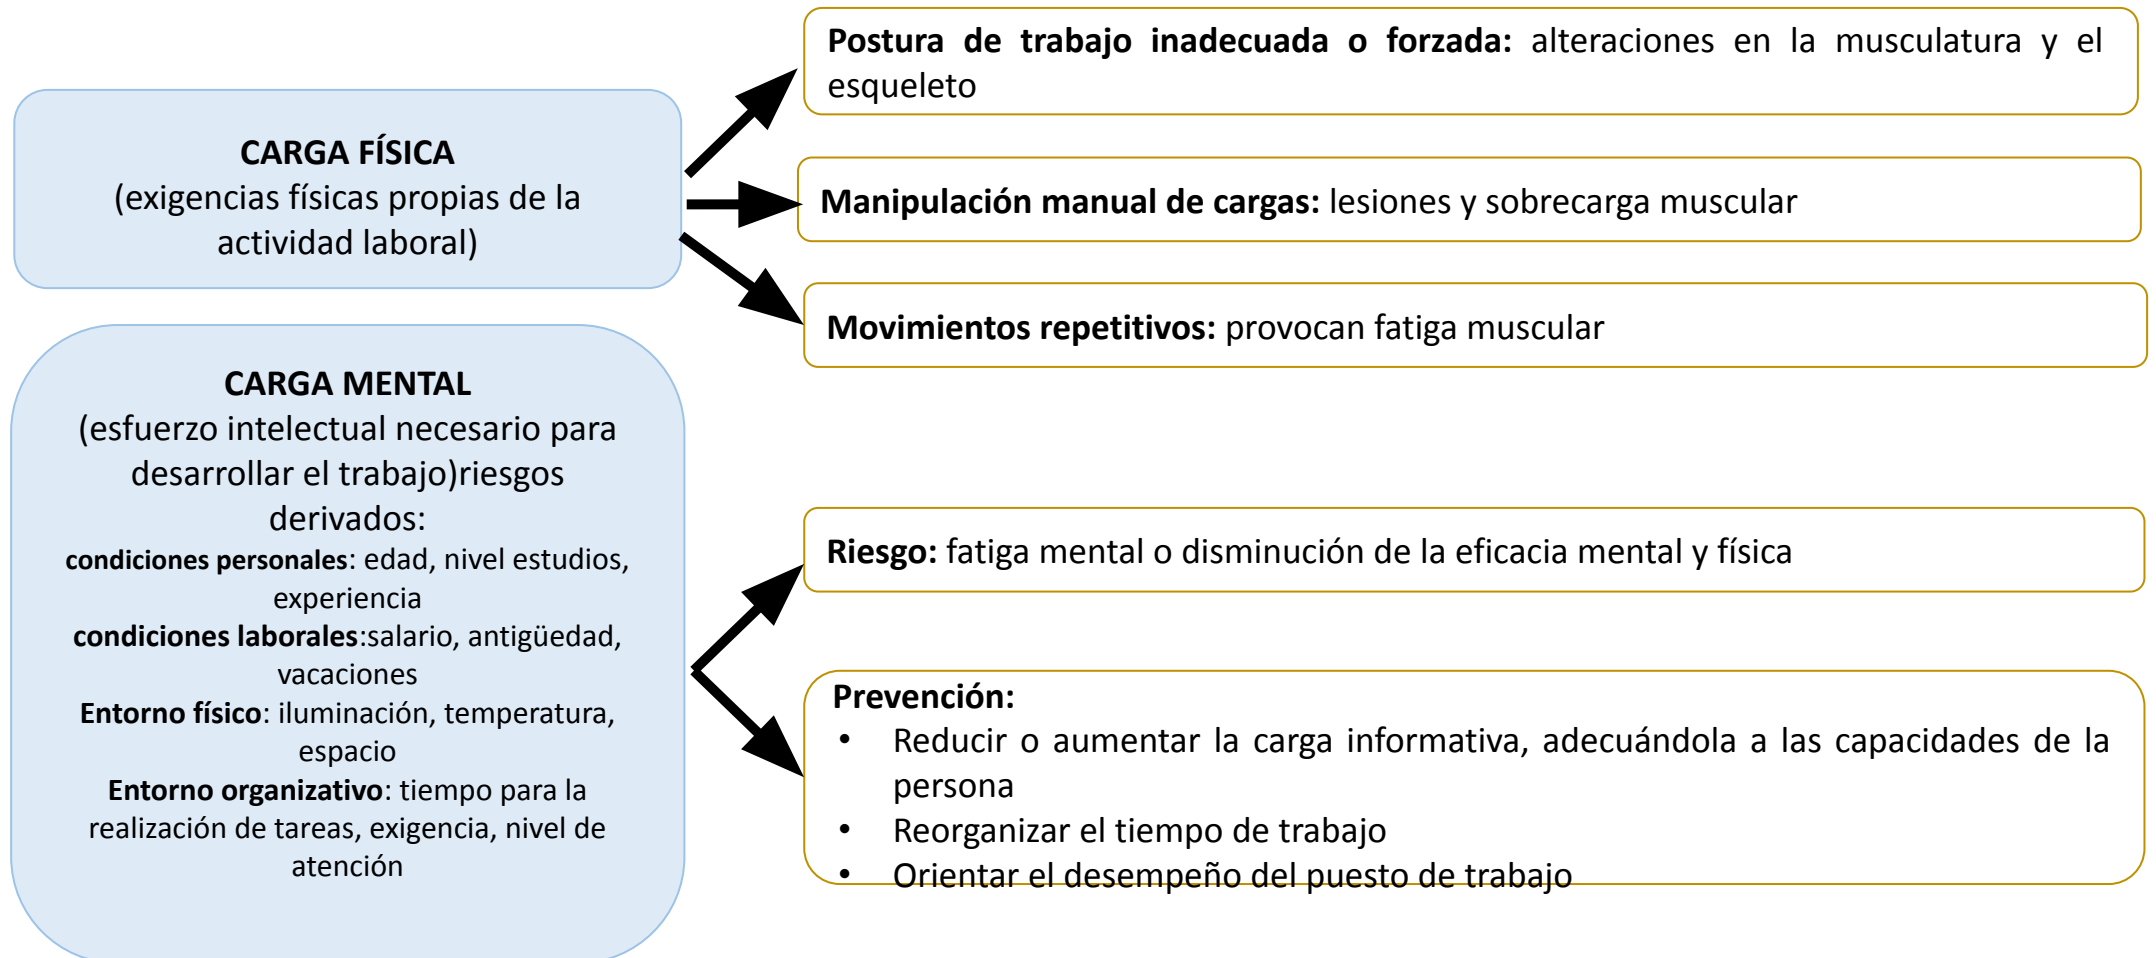 CARGA FÍSICA
(exigencias físicas propias de la
actividad laboral)
Postura de trabajo inadecuada o forzada: alteraciones en la musculatura y el
esqueleto
Manipulación manual de cargas: lesiones y sobrecarga muscular
Movimientos repetitivos: provocan fatiga muscular
CARGA MENTAL
(esfuerzo intelectual necesario para
desarrollar el trabajo)riesgos
derivados:
condiciones personales: edad, nivel estudios,
experiencia
condiciones laborales:salario, antigüedad,
vacaciones
Entorno físico: iluminación, temperatura,
espacio
Entorno organizativo: tiempo para la
realización de tareas, exigencia, nivel de
atención
Riesgo: fatiga mental o disminución de la eficacia mental y física
Prevención:
• Reducir o aumentar la carga informativa, adecuándola a las capacidades de la
persona
• Reorganizar el tiempo de trabajo
• Orientar el desempeño del puesto de trabajo